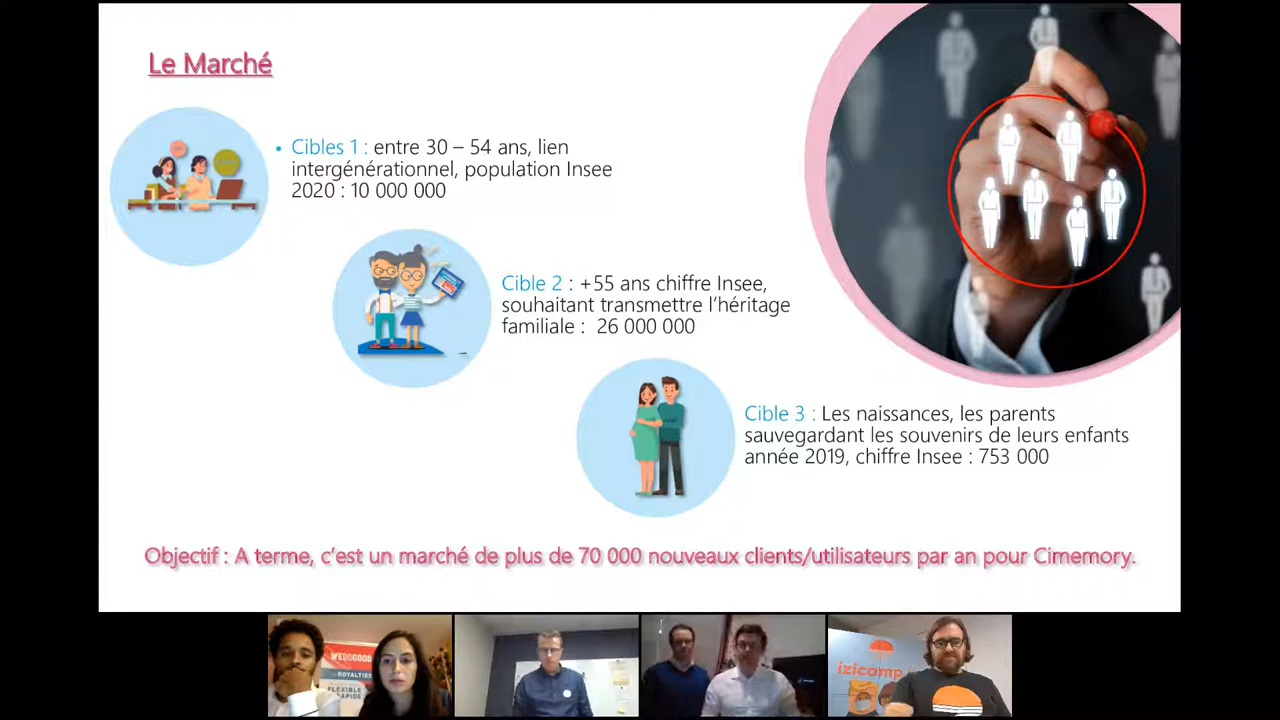 Le Marché
• Cibles 1 : entre 30 – 54 ans, lien
intergénérationnel, population Insee
2020 : 10 000 000
Cible 2 : +55 ans chiffre Insee,
souhaitant transmettre l'héritage
familiale : 26 000 000
Cible 3 : Les naissances, les parents
sauvegardant les souvenirs de leurs enfants
année 2019, chiffre Insee : 753 000
Objectif : A terme, c'est un marché de plus de 70 000 nouveaux clients/utilisateurs par an pour Cimemory.
WEDOGOOD
ROYALTIES
FLEXIBLE
izicamp